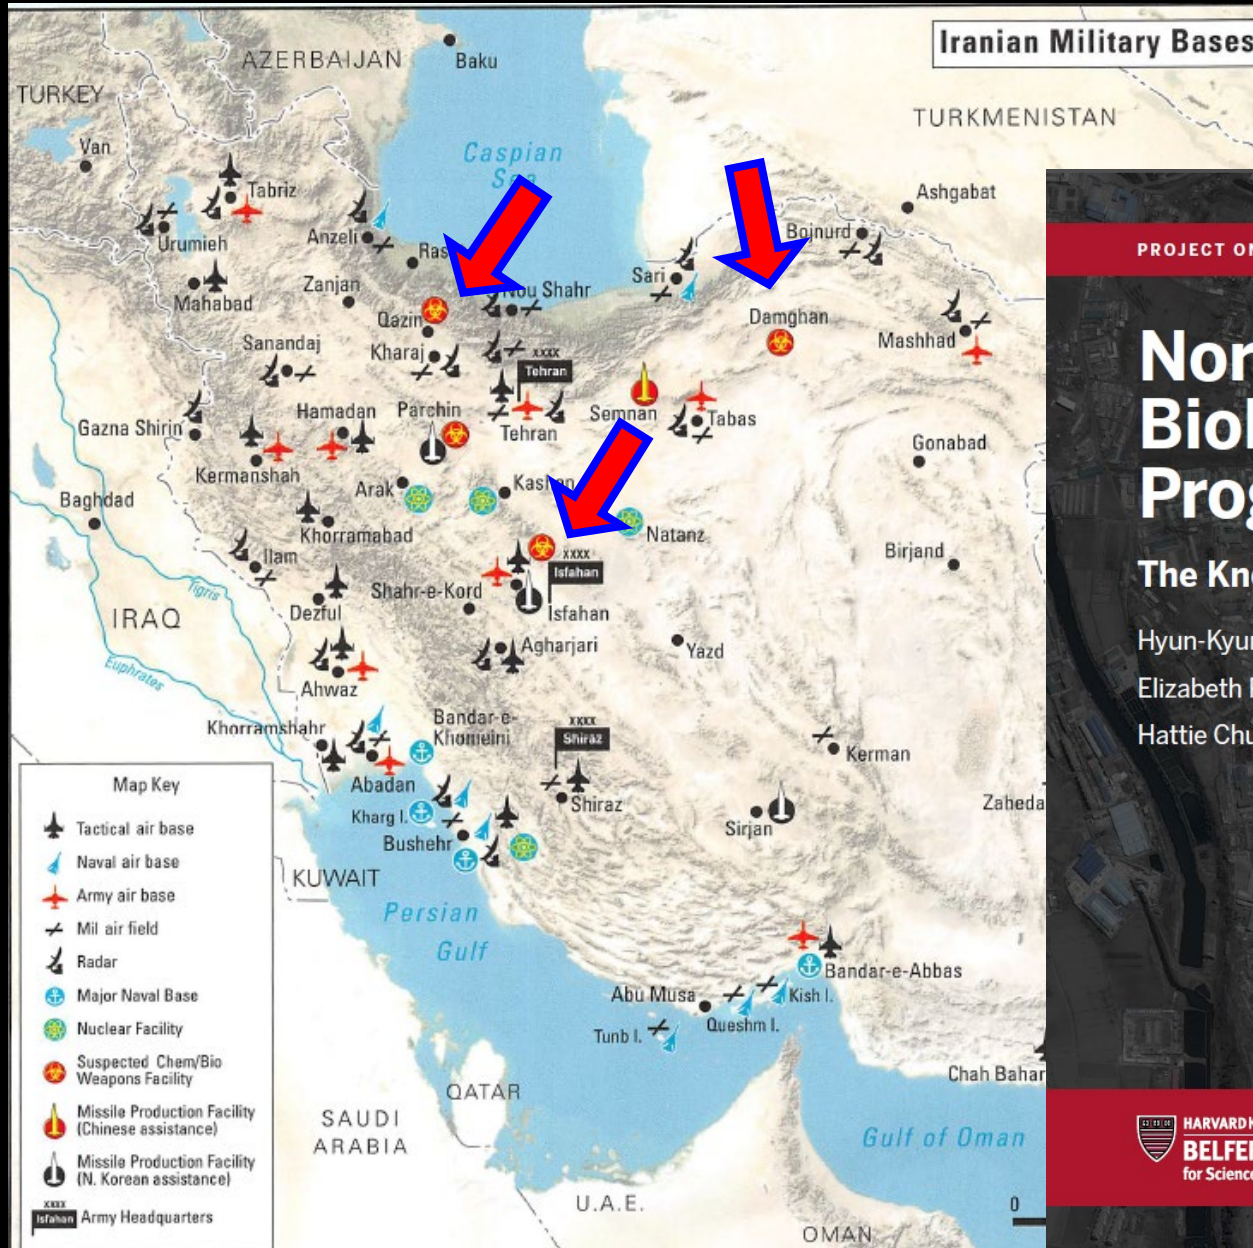 Iranian Military Bases
AZERBAIJAN
Baku
TURKEY
TURKMENISTAN
Van
Caspian
Tabriz
Ashgabat
Urumieh
Anzeli
Bojnurd
Sari
Mahabad
Zanjan
Nou Shahr
Damghan
Qazin
Mashhad
Sanandaj
Kharaj
xxxx
Tehran
Gazna Shirin
Hamadan
Parchin
Tehran
Semnan
Tabas
Gonabad
Kermanshah
Baghdad
Arak
Khorramabad
Natanz
Ilam
xxxx
Isfahan
Birjand
Tigris
Dezful
Shahr-e-Kord
Isfahan
IRAQ
Agharjari
Yazd
Euphrates
Ahwaz
Khorramshahr
Bandar-e-
Khomeini
xxxx
Shiraz
Kerman
Abadan
Kharg I.
Shiraz
Bushehr
Sirjan
Zaheda
KUWAIT
Persian
Gulf
Bandar-e-Abbas
Abu Musa
Kish I.
Tunb I.
Queshm I.
Chah Bahar
QATAR
SAUDI
ARABIA
Gulf of Oman
U.A.E.
OMAN
0
Map Key
Tactical air base
Naval air base
Army air base
Mil air field
Radar
Major Naval Base
Nuclear Facility
Suspected Chem/Bio
Weapons Facility
Missile Production Facility
(Chinese assistance)
Missile Production Facility
(N. Korean assistance)
xxxx
Isfahan
Army Headquarters
PROJECT ON
Nor
Biol
Prog
The Kno
Hyun-Kyun
Elizabeth
Hattie Chu
HARVARD K
BELFE
for Science